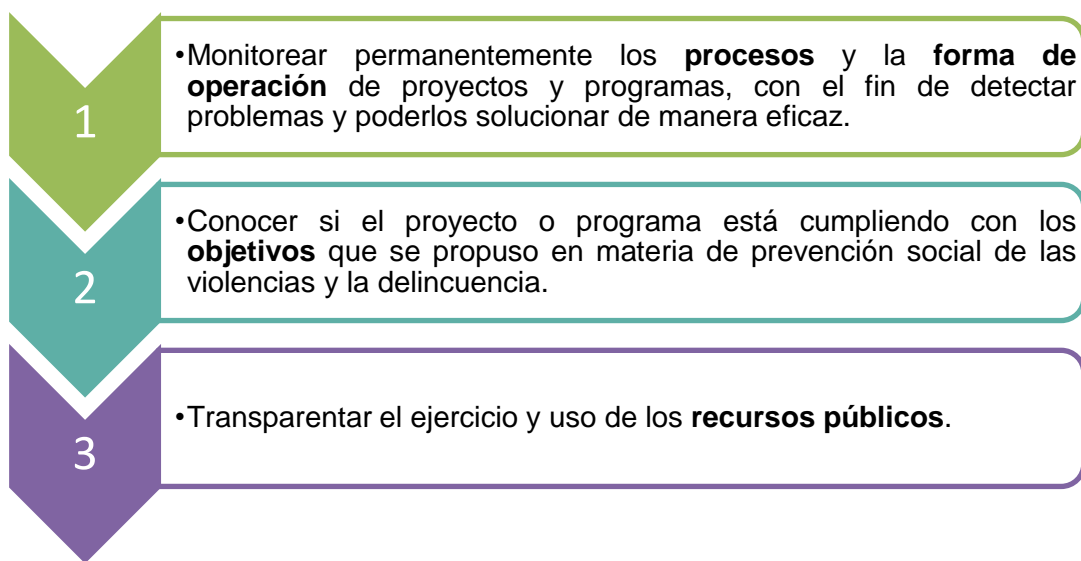 1
•Monitorear permanentemente los procesos y la forma de
operación de proyectos y programas, con el fin de detectar
problemas y poderlos solucionar de manera eficaz.
2
•Conocer si el proyecto o programa está cumpliendo con los
objetivos que se propuso en materia de prevención social de las
violencias y la delincuencia.
3
•Transparentar el ejercicio y uso de los recursos públicos.